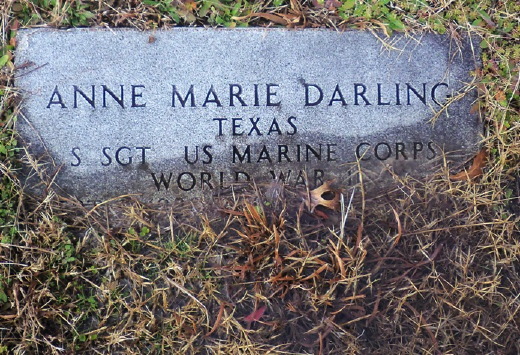 ANNE MARIE DARLING
TEXAS
S SGT US MARINE CORPS
WORLD WAR